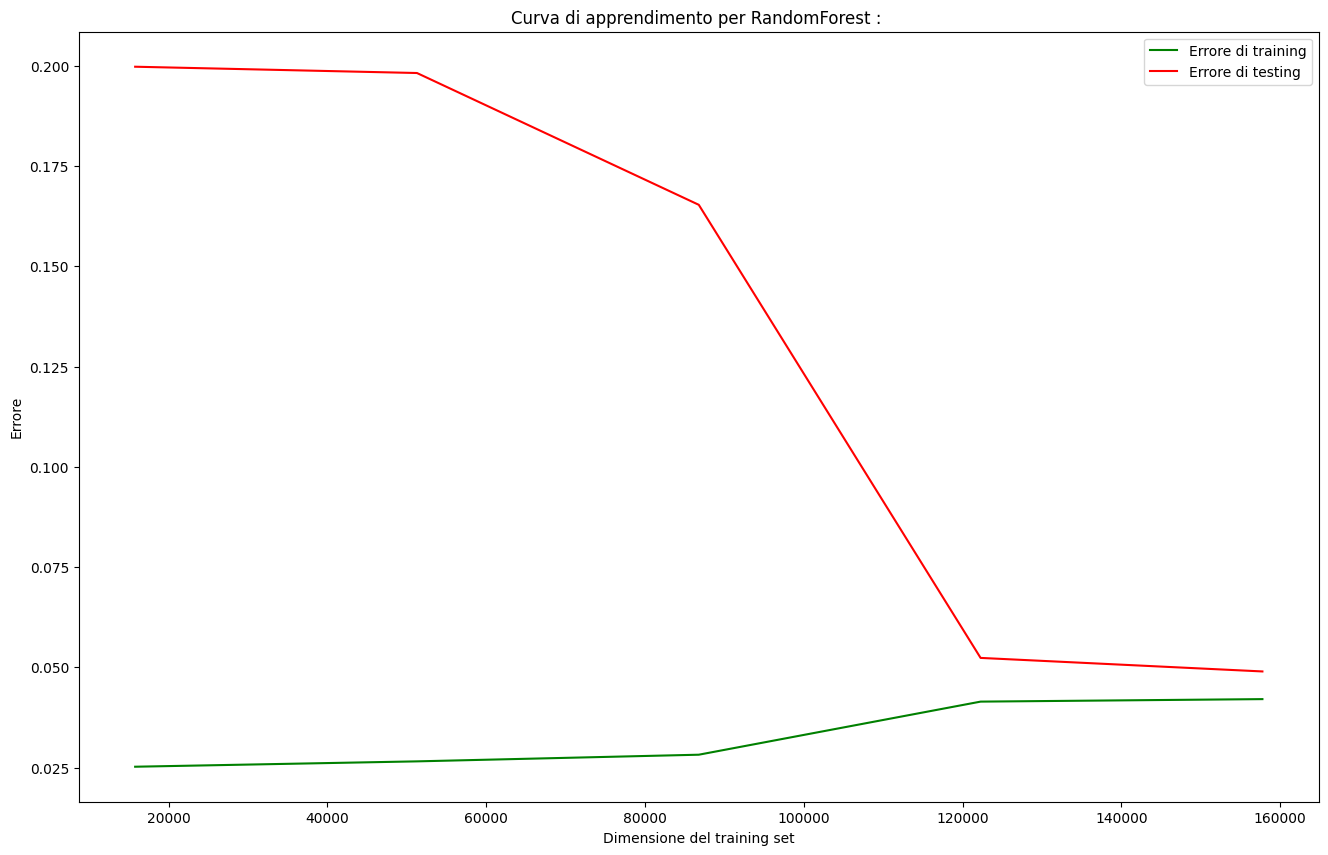 Curva di apprendimento per RandomForest :
Errore di training
Errore di testing
0.200
0.175
0.150
0.125
0.100
0.075
0.050
0.025
Errore
20000 40000 60000 80000 100000 120000 140000 160000
Dimensione del training set